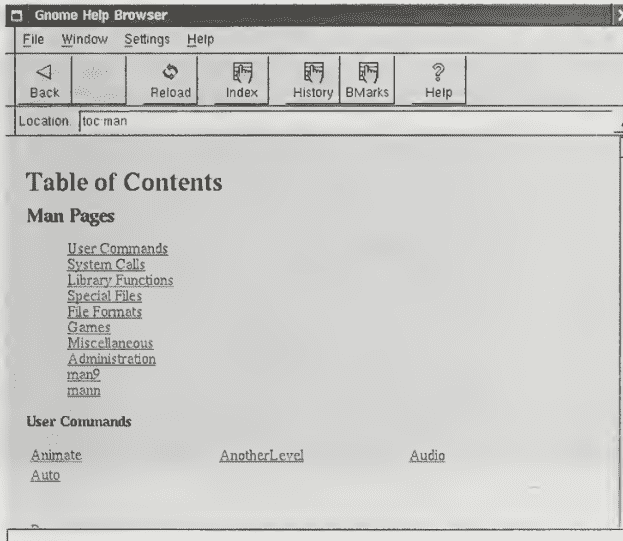 Gnome Help Browser
File Window Settings Help
Back Reload Index History BMarks Help
Location: toc:man
Table of Contents
Man Pages
User Commands
System Calls
Library Functions
Special Files
File Formats
Games
Miscellaneous
Administration
man9
mann
User Commands
Animate AnotherLevel Audio
Auto